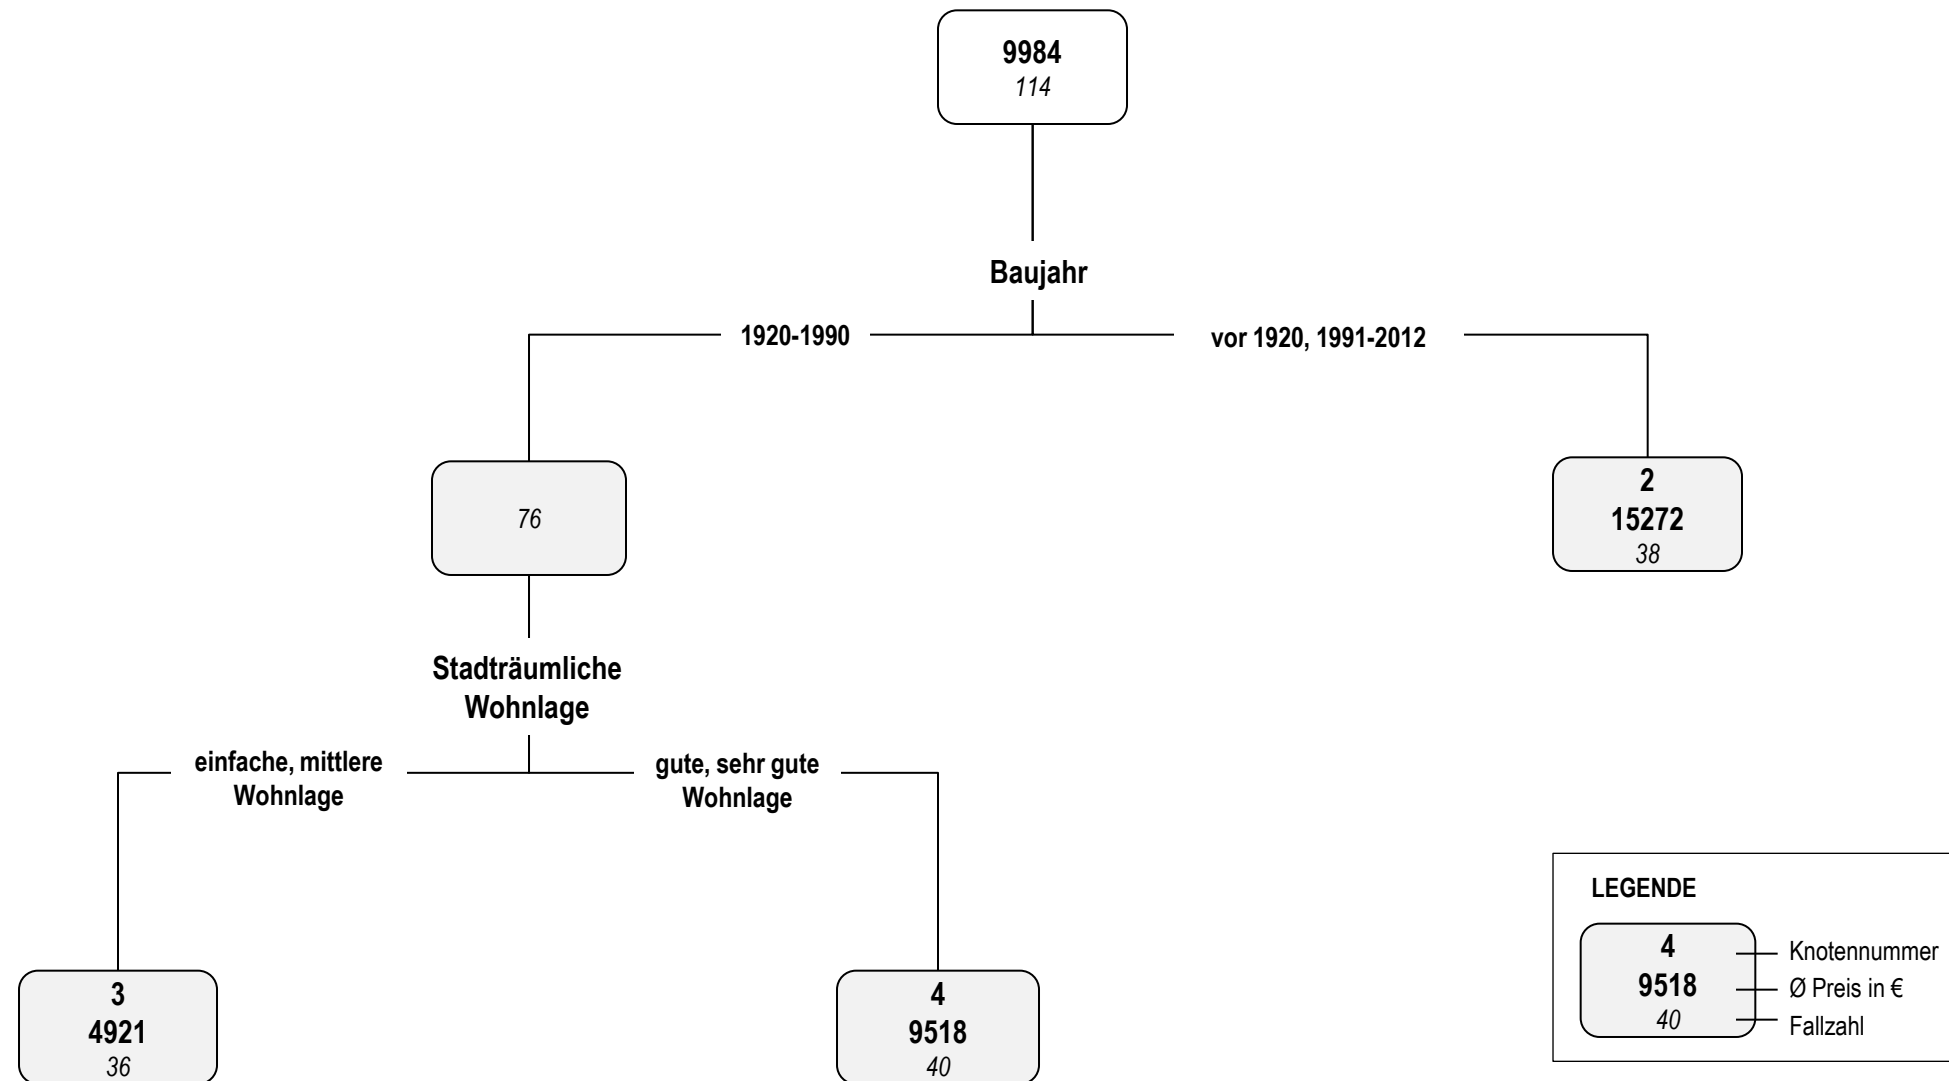 9984
114
Baujahr
1920-1990
vor 1920, 1991-2012
76
2
15272
38
Stadträumliche
Wohnlage
einfache, mittlere
Wohnlage
gute, sehr gute
Wohnlage
3
4921
36
4
9518
40
LEGENDE
4
9518
40
Knotennummer
Ø Preis in €
Fallzahl